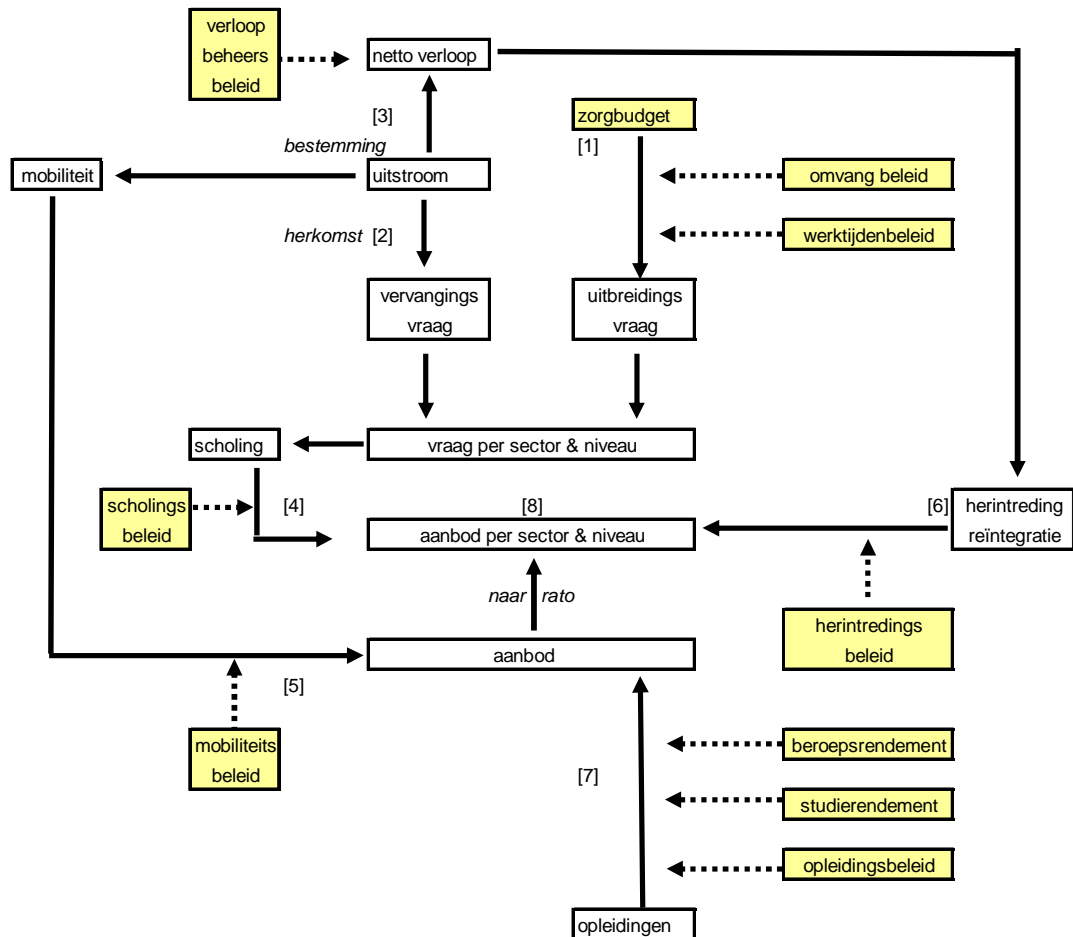 verloop
beheers
beleid
netto verloop
[3]
zorgbudget
bestemming
[1]
mobiliteit
uitstroom
omvang beleid
herkomst [2]
werktijdenbeleid
vervangings
vraag
uitbreidings
vraag
scholing
vraag per sector & niveau
scholings
beleid
[4]
[8]
aanbod per sector & niveau
[6]
herintreding
reïntegratie
naar rato
herintredings
beleid
aanbod
[5]
mobiliteits
beleid
beroepsrendement
[7]
studierendement
opleidingsbeleid
opleidingen